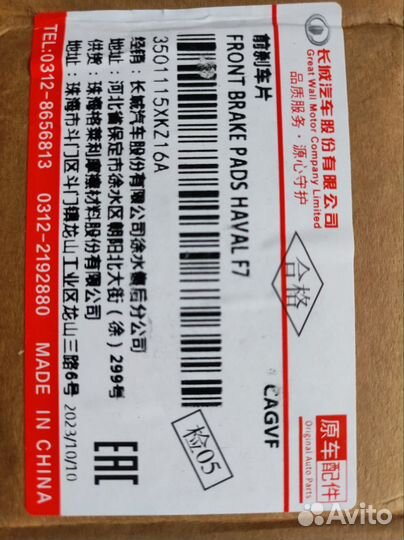 长城汽车股份有限公司
Great Wall Motor Company Limited
品质服务·源心守护
前刹车片
FRONT BRAKE PADS HAVAL F7
合格
3501115XKZ16A
CAGVF
检05
经销：长城汽车股份有限公司徐水售后分公司
地址：河北省保定市徐水区朝阳北大街（徐）299号
供货：珠海格莱利摩擦材料股份有限公司
珠海市斗门区斗门镇龙山工业区龙山三路6号
2023/10/10
EAC
原车配件
Original Auto Parts
TEL:0312-8656813 0312-2192880 MADE IN CHINA
Avito